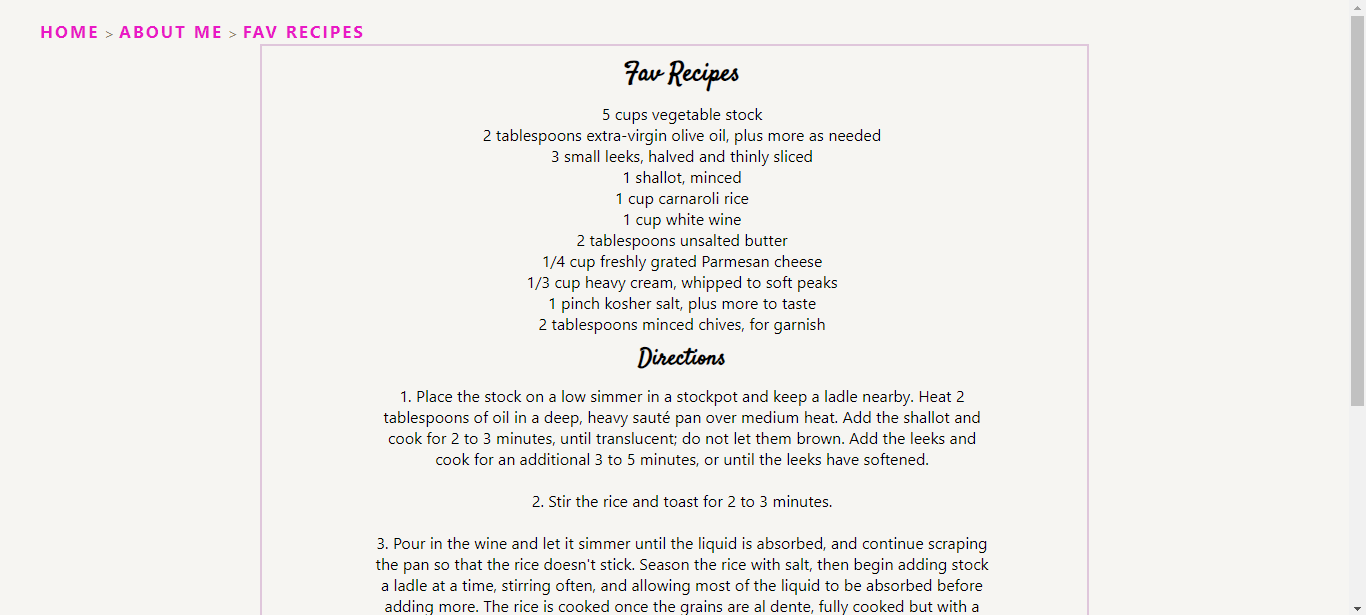 HOME > ABOUT ME > FAV RECIPES
Fav Recipes
5 cups vegetable stock
2 tablespoons extra-virgin olive oil, plus more as needed
3 small leeks, halved and thinly sliced
1 shallot, minced
1 cup carnaroli rice
1 cup white wine
2 tablespoons unsalted butter
1/4 cup freshly grated Parmesan cheese
1/3 cup heavy cream, whipped to soft peaks
1 pinch kosher salt, plus more to taste
2 tablespoons minced chives, for garnish
Directions
1. Place the stock on a low simmer in a stockpot and keep a ladle nearby. Heat 2
tablespoons of oil in a deep, heavy sauté pan over medium heat. Add the shallot and
cook for 2 to 3 minutes, until translucent; do not let them brown. Add the leeks and
cook for an additional 3 to 5 minutes, or until the leeks have softened.
2. Stir the rice and toast for 2 to 3 minutes.
3. Pour in the wine and let it simmer until the liquid is absorbed, and continue scraping
the pan so that the rice doesn't stick. Season the rice with salt, then begin adding stock
a ladle at a time, stirring often, and allowing most of the liquid to be absorbed before
adding more. The rice is cooked once the grains are al dente, fully cooked but with a